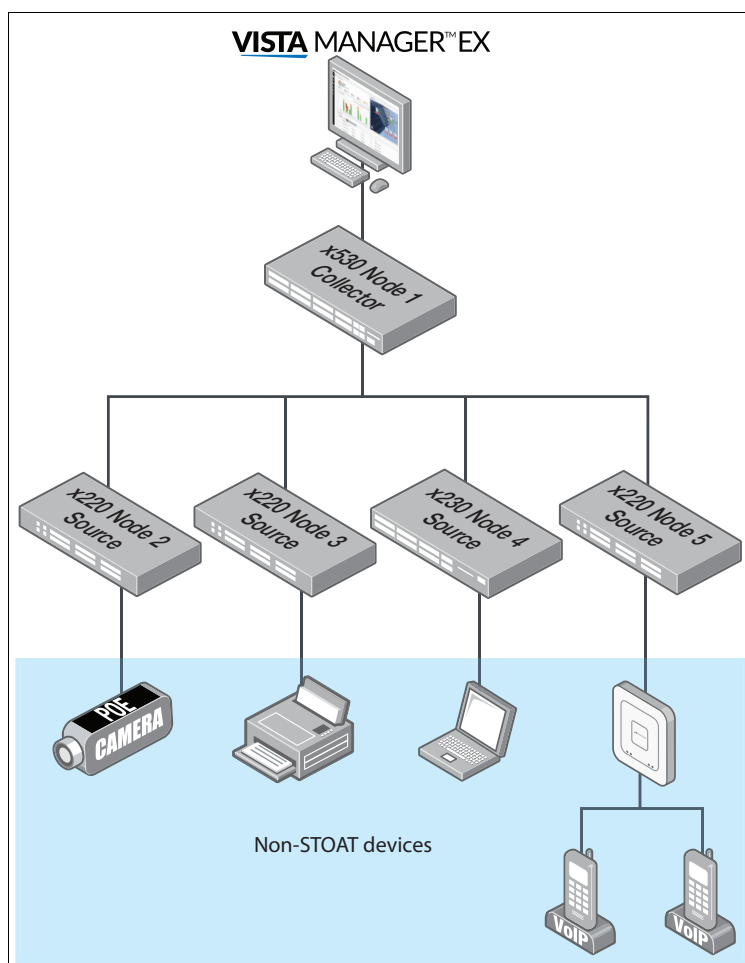 VISTA MANAGER™ EX
x530 Node 1
Collector
x220 Node 2
Source
x220 Node 3
Source
x230 Node 4
Source
x220 Node 5
Source
POE
CAMERA
Non-STOAT devices
VoIP
VoIP